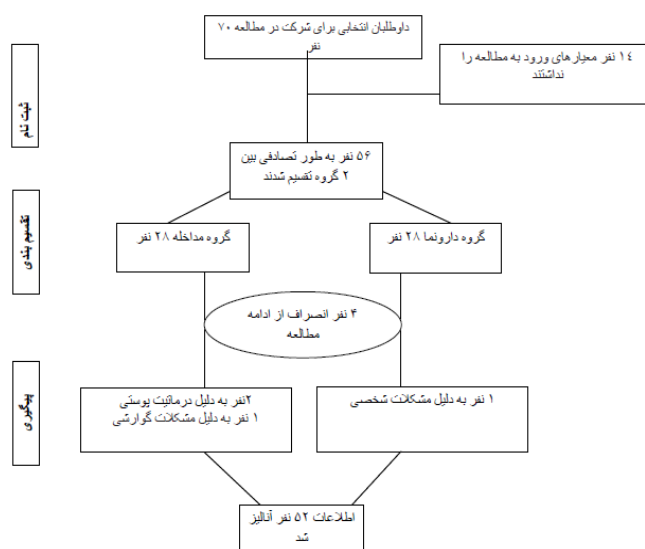 داوطلبان انتخابی برای شرکت در مطالعه ۷۰
نفر
۱۴ نفر معیارهای ورود به مطالعه را
نداشتند
ثبت نام
۵۶ نفر به طور تصادفی بین
۲ گروه تقسیم شدند
تقسیم بندی
گروه دارونما ۲۸ نفر
گروه مداخله ۲۸ نفر
۴ نفر انصراف از ادامه
مطالعه
پیگیری
۱ نفر به دلیل مشکلات شخصی
۲نفر به دلیل درماتیت پوستی
۱ نفر به دلیل مشکلات گوارشی
اطلاعات ۵۲ نفر آنالیز
شد